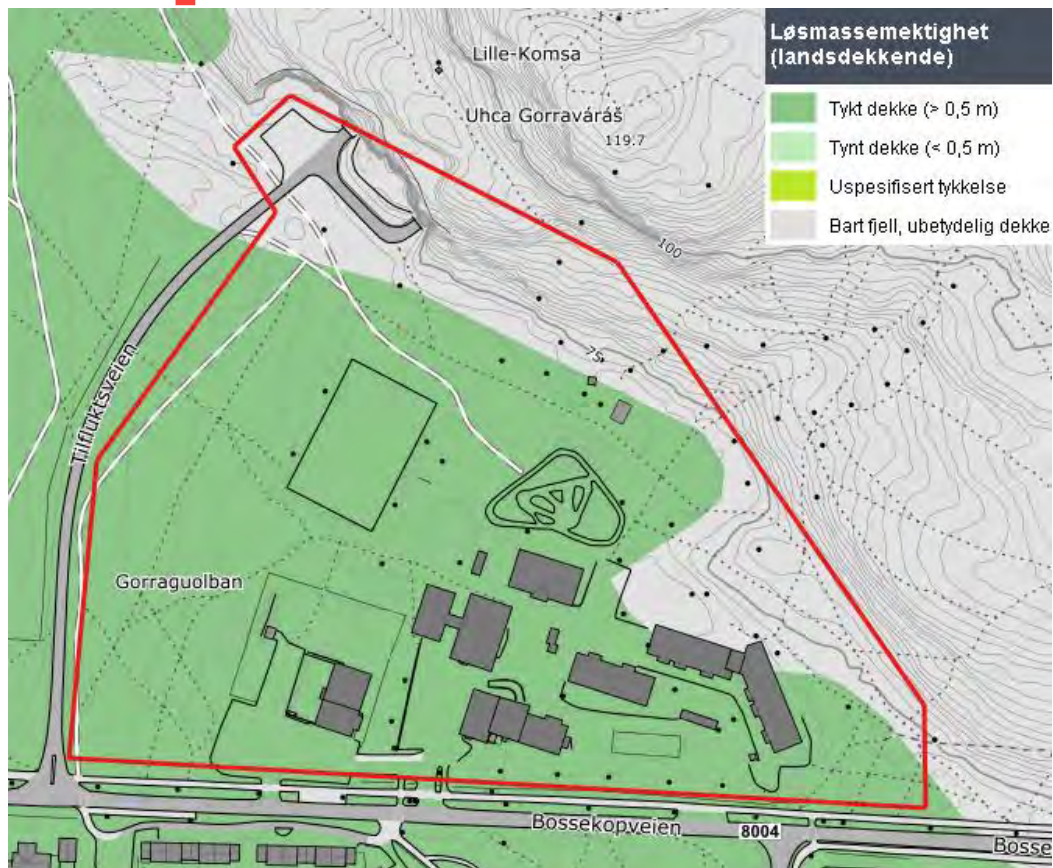 Løsmassemektighet
(landsdekkende)
Tykt dekke (> 0,5 m)
Tynt dekke (< 0,5 m)
Uspesifisert tykkelse
Bart fjell, ubetydelig dekke
Lille-Komsa
Uhca Gorraváráš
119.7
100
75
Tilfluktsveien
Gorraguolban
Bossekopveien
8004
Bosse